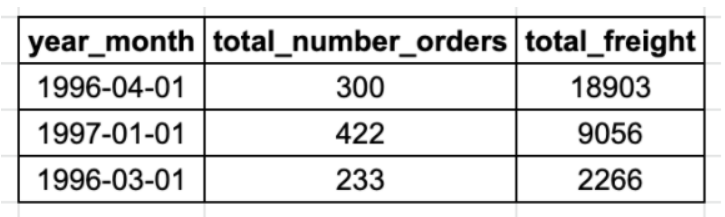 year_month total_number_orders total_freight
1996-04-01 300 18903
1997-01-01 422 9056
1996-03-01 233 2266